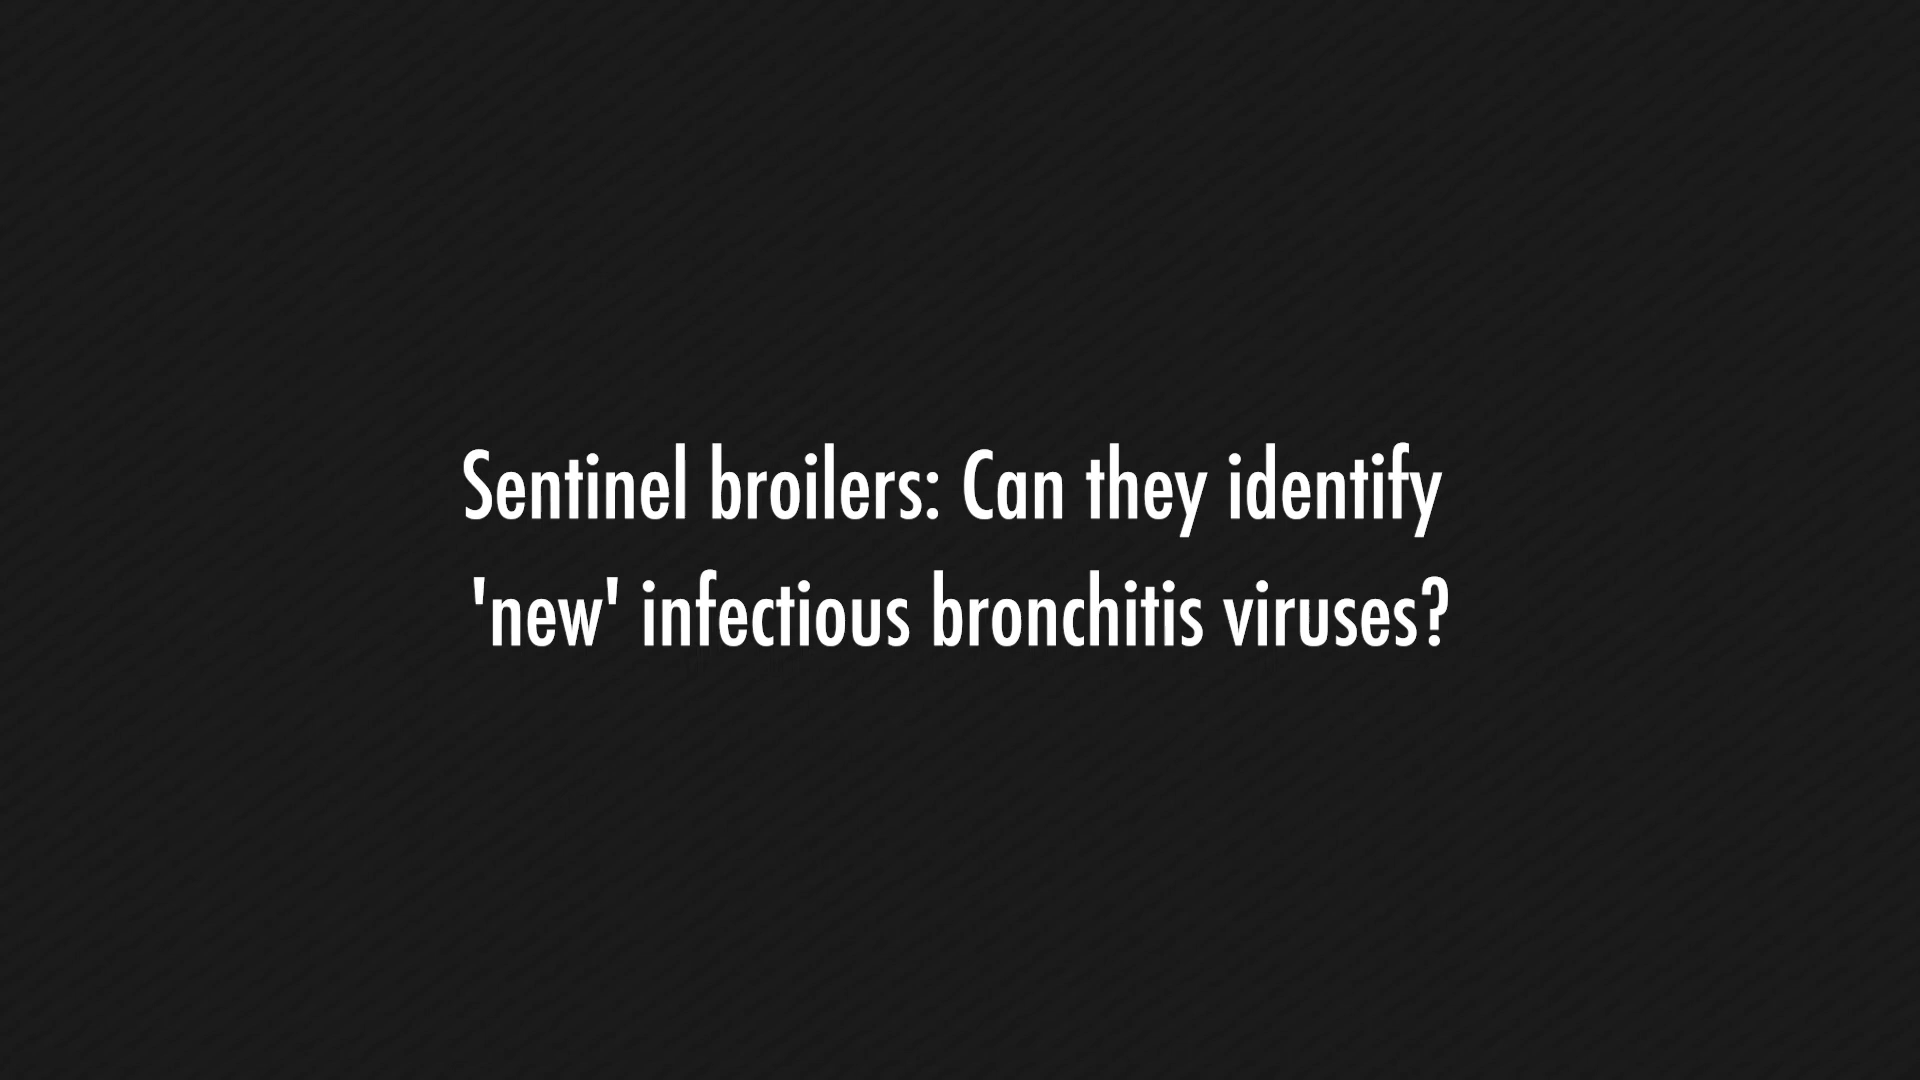 Sentinel broilers: Can they identify
'new' infectious bronchitis viruses?